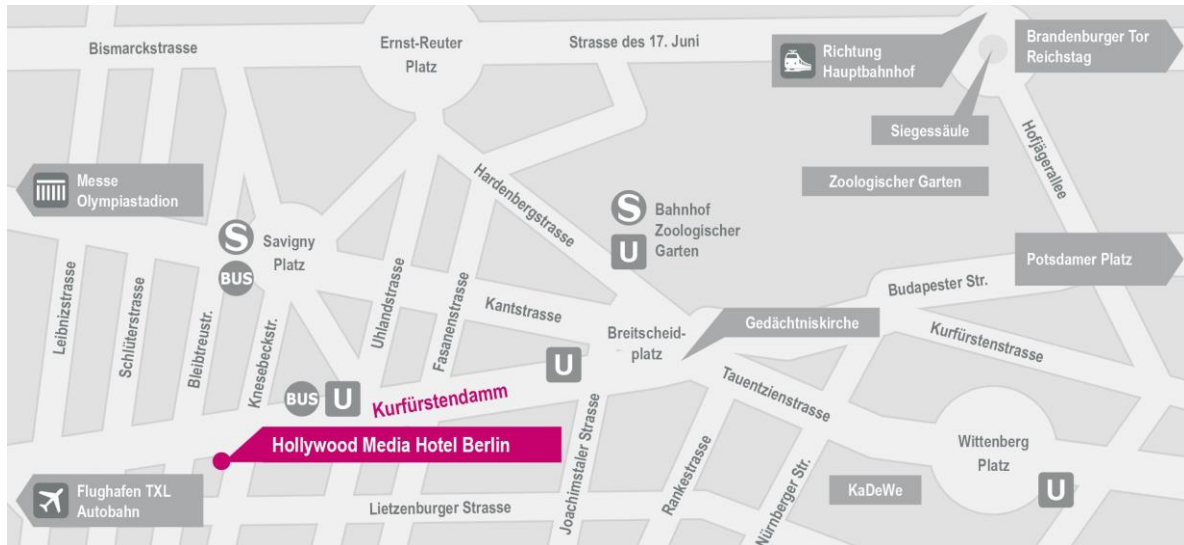 Bismarckstrasse
Ernst-Reuter
Platz
Strasse des 17. Juni
Richtung
Hauptbahnhof
Brandenburger Tor
Reichstag
Siegessäule
Hofjägerallee
Messe
Olympiastadion
Zoologischer Garten
Hardenbergstrasse
S
Bahnhof
Zoologischer
Garten
U
S
Savigny
Platz
BUS
Potsdamer Platz
Leibnizstrasse
Schlüterstrasse
Bleibtreustr.
Knesebeckstr.
Uhlandstrasse
Fasanenstrasse
Kantstrasse
Budapester Str.
Breitscheid-
platz
Gedächtniskirche
Kurfürstenstrasse
U
BUS
U
Kurfürstendamm
Tauentzienstrasse
Hollywood Media Hotel Berlin
Joachimstaler Strasse
Rankestrasse
Nürnberger Str.
Wittenberg
Platz
U
KaDeWe
Flughafen TXL
Autobahn
Lietzenburger Strasse